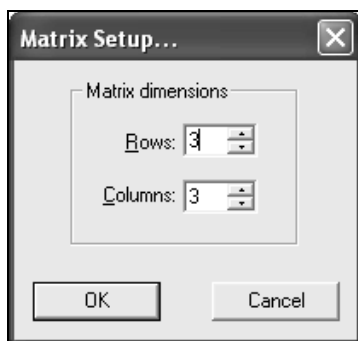 Matrix Setup...
Matrix dimensions
Rows: 3
Columns: 3
OK Cancel